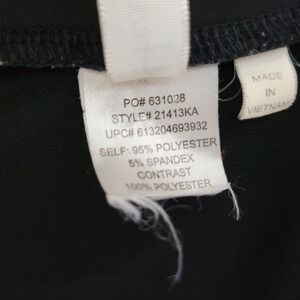 PO# 631028
STYLE# 21413KA
UPC# 613204693932
SELF: 95% POLYESTER
5% SPANDEX
CONTRAST
100% POLYESTER
MADE
IN
VIETNAM